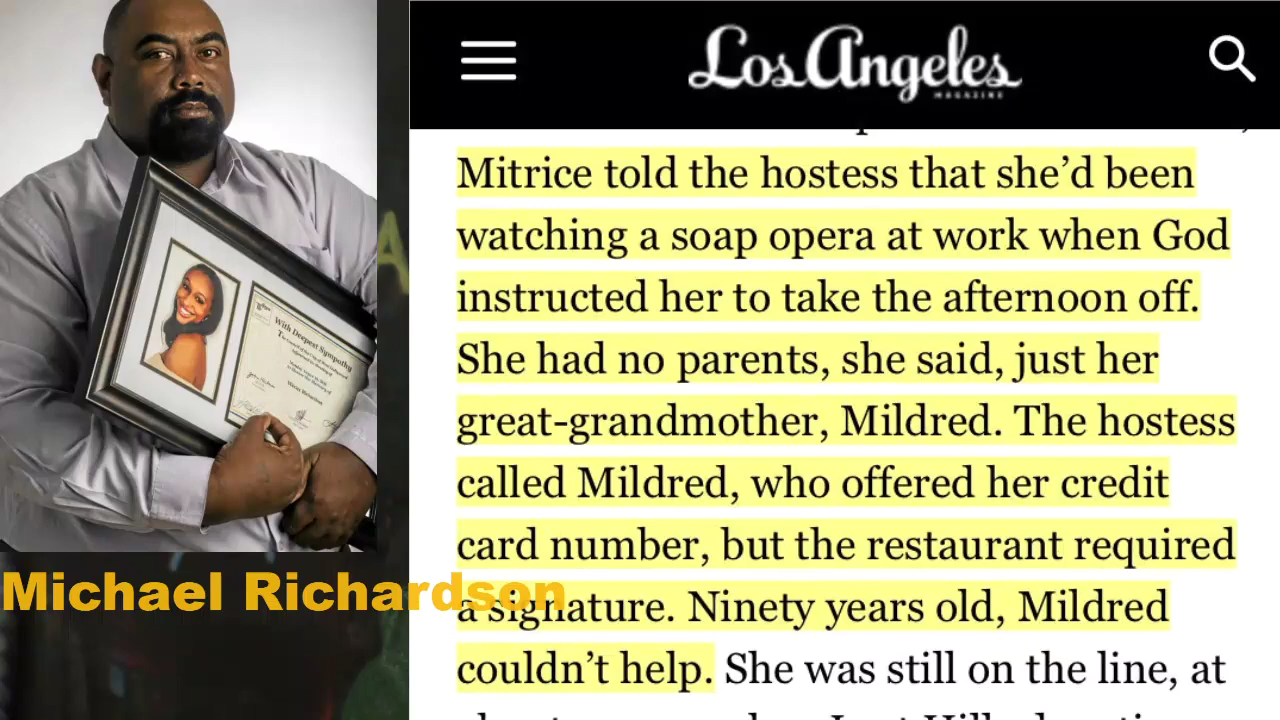 Los Angeles
MAGAZINE
Mitrice told the hostess that she’d been
watching a soap opera at work when God
instructed her to take the afternoon off.
She had no parents, she said, just her
great-grandmother, Mildred. The hostess
called Mildred, who offered her credit
card number, but the restaurant required
a signature. Ninety years old, Mildred
couldn’t help. She was still on the line, at
With Deepest Sympathy
Mitrice Richardson
Michael Richardson